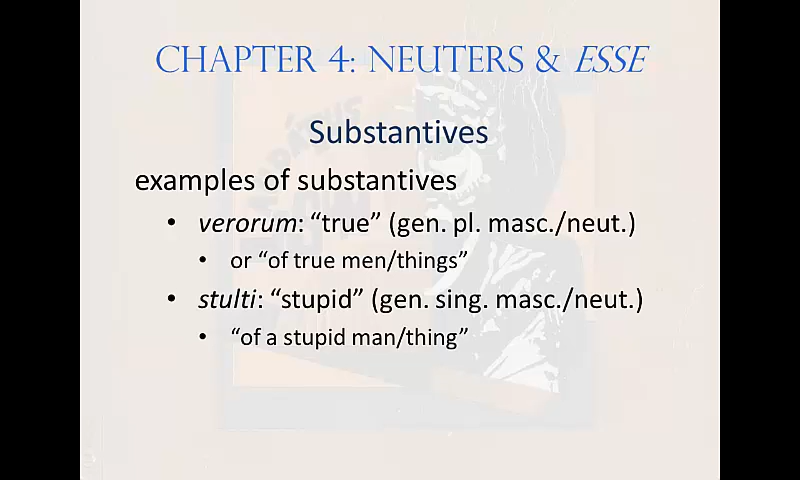 CHAPTER 4: NEUTERS & ESSE
Substantives
examples of substantives
• verorum: “true” (gen. pl. masc./neut.)
• or “of true men/things”
• stulti: “stupid” (gen. sing. masc./neut.)
• “of a stupid man/thing”